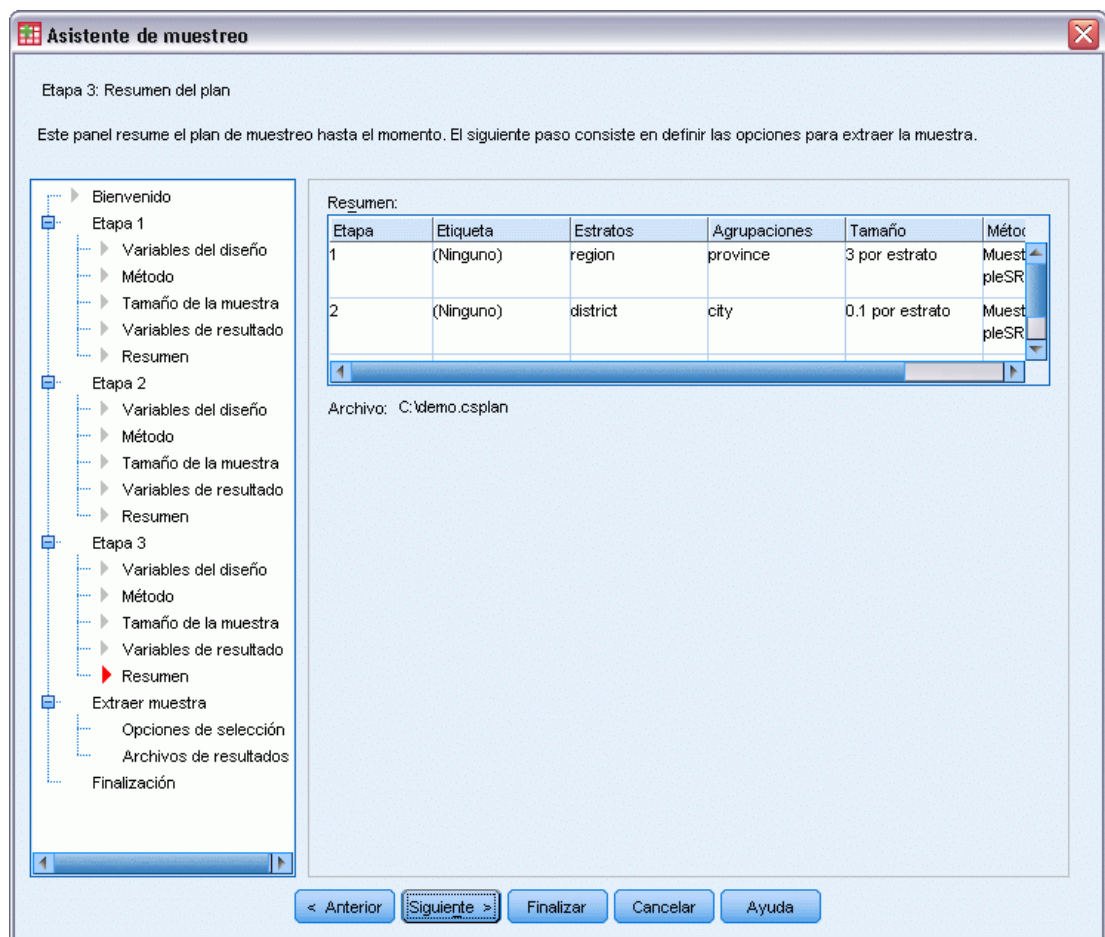 Asistente de muestreo
Etapa 3: Resumen del plan
Este panel resume el plan de muestreo hasta el momento. El siguiente paso consiste en definir las opciones para extraer la muestra.
Bienvenido
Etapa 1
Variables del diseño
Método
Tamaño de la muestra
Variables de resultado
Resumen
Etapa 2
Variables del diseño
Método
Tamaño de la muestra
Variables de resultado
Resumen
Etapa 3
Variables del diseño
Método
Tamaño de la muestra
Variables de resultado
Resumen
Extraer muestra
Opciones de selección
Archivos de resultados
Finalización
Resumen:
Etapa Etiqueta Estratos Agrupaciones Tamaño Métoc
1 (Ninguno) region province 3 por estrato Muest
pleSR
2 (Ninguno) district city 0.1 por estrato Muest
pleSR
Archivo: C:\demo.csplan
< Anterior Siguiente > Finalizar Cancelar Ayuda